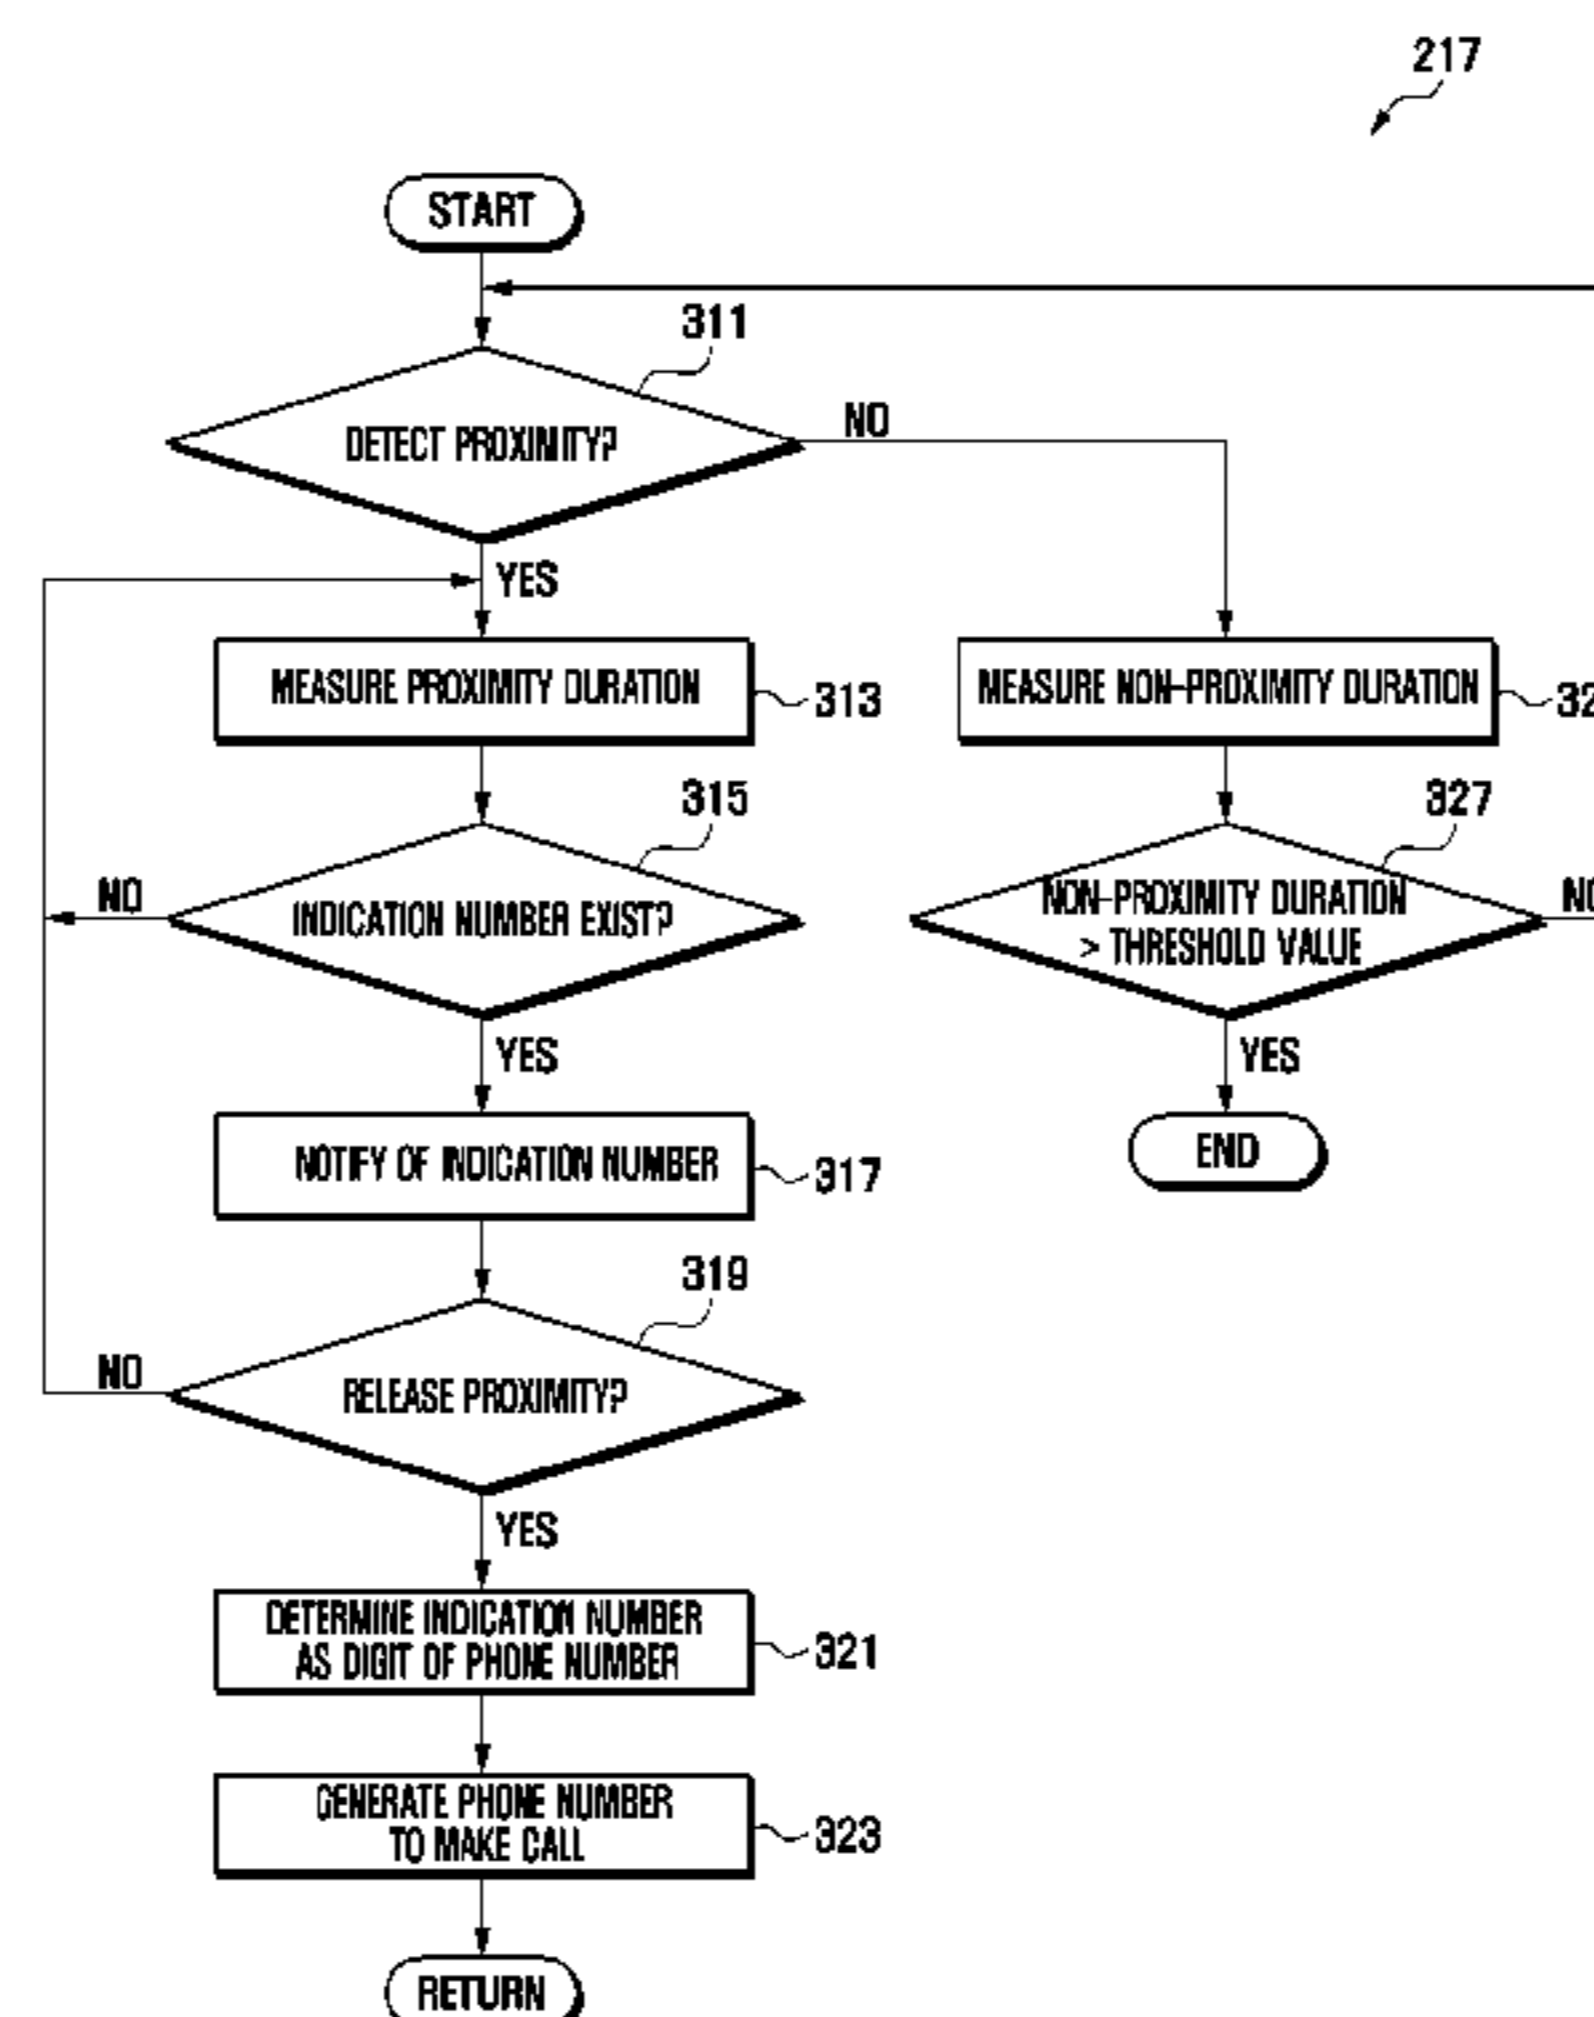 217
START
311
DETECT PROXIMITY?
NO
YES
MEASURE PROXIMITY DURATION
313
MEASURE NON-PROXIMITY DURATION
32
315
327
INDICATION NUMBER EXIST?
NO
NON-PROXIMITY DURATION
> THRESHOLD VALUE
NO
YES
YES
NOTIFY OF INDICATION NUMBER
317
END
319
RELEASE PROXIMITY?
NO
YES
DETERMINE INDICATION NUMBER
AS DIGIT OF PHONE NUMBER
321
GENERATE PHONE NUMBER
TO MAKE CALL
323
RETURN